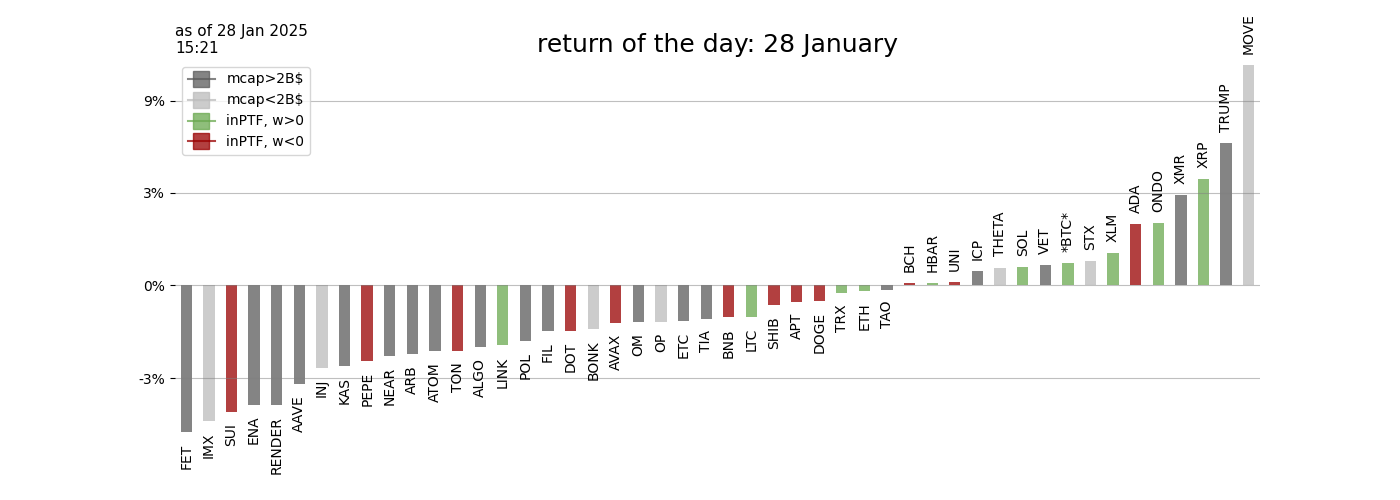 as of 28 Jan 2025
15:21
return of the day: 28 January
mcap>2B$
mcap<2B$
inPTF, w>0
inPTF, w<0
9%
3%
0%
-3%
FET
IMX
SUI
ENA
RENDER
AAVE
INJ
KAS
PEPE
NEAR
ARB
ATOM
TON
ALGO
LINK
POL
FIL
DOT
BONK
AVAX
OM
OP
ETC
TIA
BNB
LTC
SHIB
APT
DOGE
TRX
ETH
TAO
BCH
HBAR
UNI
ICP
THETA
SOL
VET
*BTC*
STX
XLM
ADA
ONDO
XMR
XRP
TRUMP
MOVE